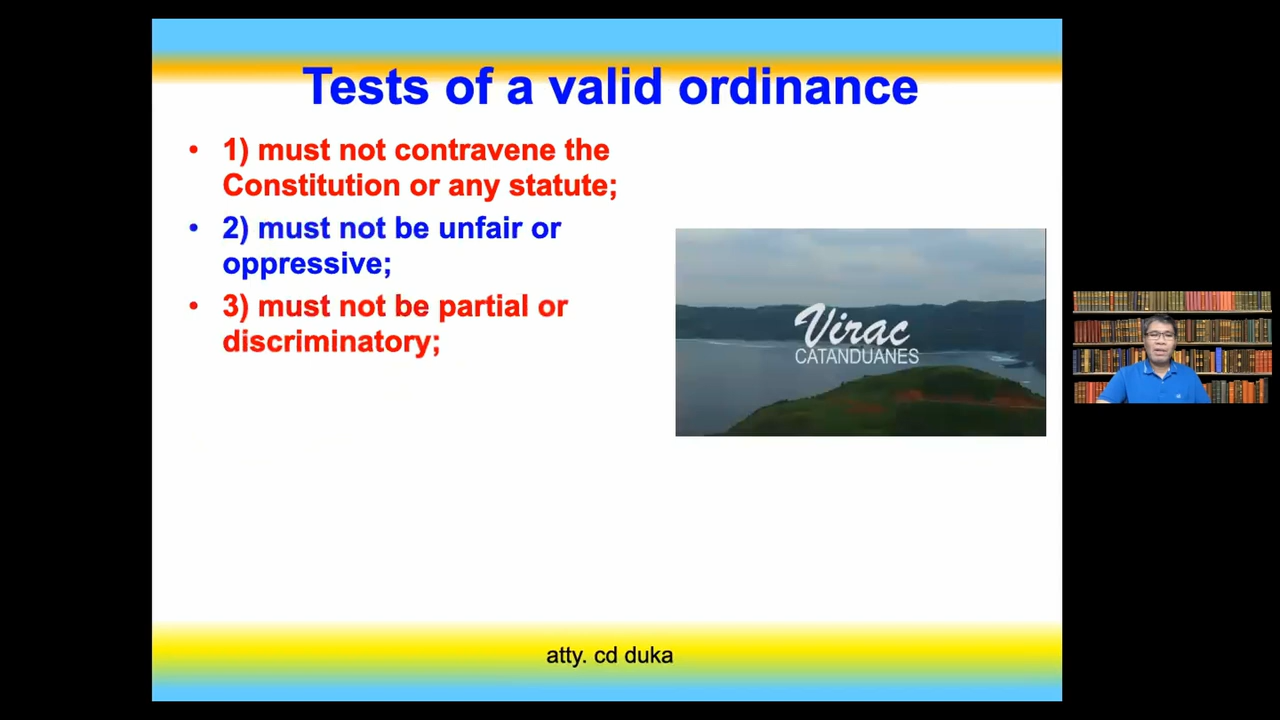 Tests of a valid ordinance
• 1) must not contravene the
Constitution or any statute;
• 2) must not be unfair or
oppressive;
• 3) must not be partial or
discriminatory;
Virac
CATANDUANES
atty. cd duka